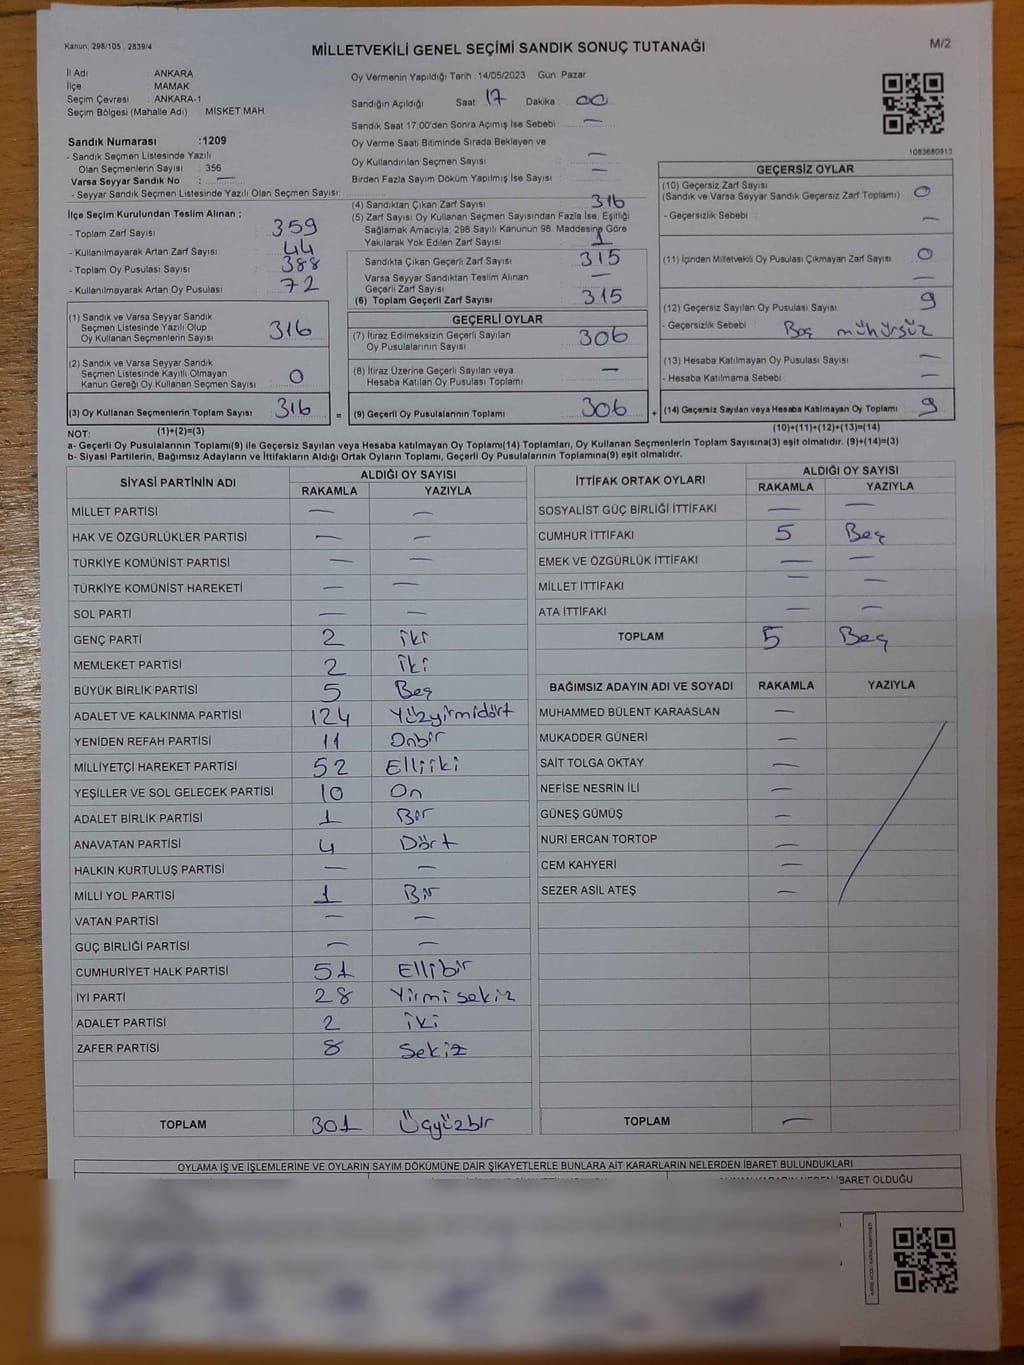 Kanun, 298/105 , 2839/4
MİLLETVEKİLİ GENEL SEÇİMİ SANDIK SONUÇ TUTANAĞI
M/2
İl Adı : ANKARA
İlçe MAMAK
Seçim Çevresi : ANKARA-1
Seçim Bölgesi (Mahalle Adı) MİSKET MAH.
Oy Vermenin Yapıldığı Tarih : 14/05/2023 Gün: Pazar
Sandığın Açıldığı Saat : 17 Dakika : 00
Sandık Saat 17:00'den Sonra Açımış İse Sebebi : —
Oy Verme Saati Bitiminde Sırada Bekleyen ve
Oy Kullandırılan Seçmen Sayısı : —
Birden Fazla Sayım Döküm Yapılmış İse Sayısı : —
1083680913
Sandık Numarası :1209
- Sandık Seçmen Listesinde Yazılı
Olan Seçmenlerin Sayısı : 356
Varsa Seyyar Sandık No : —
- Seyyar Sandık Seçmen Listesinde Yazılı Olan Seçmen Sayısı:
İlçe Seçim Kurulundan Teslim Alınan ;
- Toplam Zarf Sayısı : 359
- Kullanılmayarak Artan Zarf Sayısı : 44
- Toplam Oy Pusulası Sayısı : 388
- Kullanılmayarak Artan Oy Pusulası : 72
(1) Sandık ve Varsa Seyyar Sandık
Seçmen Listesinde Yazılı Olup
Oy Kullanan Seçmenlerin Sayısı : 316
(2) Sandık ve Varsa Seyyar Sandık
Seçmen Listesinde Kayıtlı Olmayan
Kanun Gereği Oy Kullanan Seçmen Sayısı : 0
(3) Oy Kullanan Seçmenlerin Toplam Sayısı : 316 =
(1)+(2)=(3)
(4) Sandıktan Çıkan Zarf Sayısı : 316
(5) Zarf Sayısı Oy Kullanan Seçmen Sayısından Fazla İse, Eşitliği
Sağlamak Amacıyla, 298 Sayılı Kanunun 98. Maddesine Göre
Yakılarak Yok Edilen Zarf Sayısı : 1
Sandıkta Çıkan Geçerli Zarf Sayısı : 315
Varsa Seyyar Sandıktan Teslim Alınan
Geçerli Zarf Sayısı : —
(6) Toplam Geçerli Zarf Sayısı : 315
GEÇERLİ OYLAR
(7) İtiraz Edilmeksizin Geçerli Sayılan
Oy Pusulalarının Sayısı : 306
(8) İtiraz Üzerine Geçerli Sayılan veya
Hesaba Katılan Oy Pusulası Toplamı : —
(9) Geçerli Oy Pusulalarının Toplamı : 306 +
GEÇERSİZ OYLAR
(10) Geçersiz Zarf Sayısı
(Sandık ve Varsa Seyyar Sandık Geçersiz Zarf Toplamı) : 0
- Geçersizlik Sebebi : —
(11) İçinden Milletvekili Oy Pusulası Çıkmayan Zarf Sayısı : 0
—
(12) Geçersiz Sayılan Oy Pusulası Sayısı : 9
- Geçersizlik Sebebi : Boş mühürsüz
(13) Hesaba Katılmayan Oy Pusulası Sayısı : —
- Hesaba Katılmama Sebebi : —
(14) Geçersiz Sayılan veya Hesaba Katılmayan Oy Toplamı : 9
(10)+(11)+(12)+(13)=(14)
NOT:
a- Geçerli Oy Pusulalarının Toplamı(9) ile Geçersiz Sayılan veya Hesaba katılmayan Oy Toplamı(14) Toplamları, Oy Kullanan Seçmenlerin Toplam Sayısına(3) eşit olmalıdır. (9)+(14)=(3)
b- Siyasi Partilerin, Bağımsız Adayların ve İttifakların Aldığı Ortak Oyların Toplamı, Geçerli Oy Pusulalarının Toplamına(9) eşit olmalıdır.
SİYASİ PARTİNİN ADI ALDIĞI OY SAYISI
RAKAMLA YAZIYLA
MİLLET PARTİSİ — —
HAK VE ÖZGÜRLÜKLER PARTİSİ — —
TÜRKİYE KOMÜNİST PARTİSİ — —
TÜRKİYE KOMÜNİST HAREKETİ — —
SOL PARTİ — —
GENÇ PARTİ 2 iki
MEMLEKET PARTİSİ 2 iki
BÜYÜK BİRLİK PARTİSİ 5 Beş
ADALET VE KALKINMA PARTİSİ 124 Yüzyirmidört
YENİDEN REFAH PARTİSİ 11 Onbir
MİLLİYETÇİ HAREKET PARTİSİ 52 Elliiki
YEŞİLLER VE SOL GELECEK PARTİSİ 10 On
ADALET BİRLİK PARTİSİ 1 Bir
ANAVATAN PARTİSİ 4 Dört
HALKIN KURTULUŞ PARTİSİ — —
MİLLİ YOL PARTİSİ 1 Bir
VATAN PARTİSİ — —
GÜÇ BİRLİĞİ PARTİSİ — —
CUMHURİYET HALK PARTİSİ 51 Ellibir
İYİ PARTİ 28 Yirmisekiz
ADALET PARTİSİ 2 iki
ZAFER PARTİSİ 8 Sekiz
TOPLAM 301 Üçyüzbir
İTTİFAK ORTAK OYLARI ALDIĞI OY SAYISI
RAKAMLA YAZIYLA
SOSYALİST GÜÇ BİRLİĞİ İTTİFAKI — —
CUMHUR İTTİFAKI 5 Beş
EMEK VE ÖZGÜRLÜK İTTİFAKI — —
MİLLET İTTİFAKI — —
ATA İTTİFAKI — —
TOPLAM 5 Beş
BAĞIMSIZ ADAYIN ADI VE SOYADI RAKAMLA YAZIYLA
MUHAMMED BÜLENT KARAASLAN —
MUKADDER GÜNERİ —
SAİT TOLGA OKTAY —
NEFİSE NESRİN İLİ —
GÜNEŞ GÜMÜŞ —
NURİ ERCAN TORTOP —
CEM KAHYERİ —
SEZER ASİL ATEŞ —
TOPLAM —
OYLAMA İŞ VE İŞLEMLERİNE VE OYLARIN SAYIM DÖKÜMÜNE DAİR ŞİKAYETLERLE BUNLARA AİT KARARLARIN NELERDEN İBARET BULUNDUKLARI
İBARET OLDUĞU